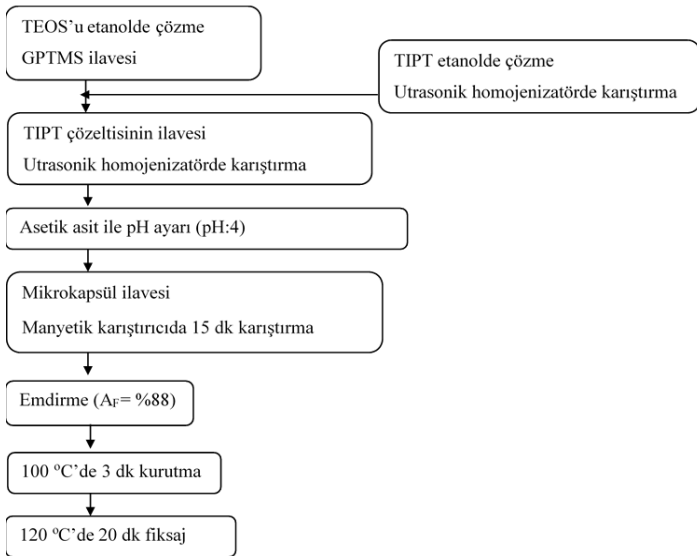 TEOS’u etanolde çözme
GPTMS ilavesi
TIPT etanolde çözme
Utrasonik homojenizatörde karıştırma
TIPT çözeltisinin ilavesi
Utrasonik homojenizatörde karıştırma
Asetik asit ile pH ayarı (pH:4)
Mikrokapsül ilavesi
Manyetik karıştırıcıda 15 dk karıştırma
Emdirme (AF= %88)
100 ºC’de 3 dk kurutma
120 ºC’de 20 dk fiksaj